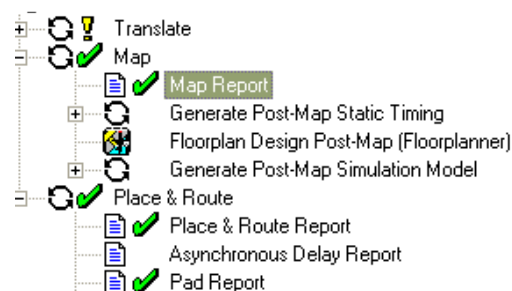 Translate
Map
Map Report
Generate Post-Map Static Timing
Floorplan Design Post-Map (Floorplanner)
Generate Post-Map Simulation Model
Place & Route
Place & Route Report
Asynchronous Delay Report
Pad Report